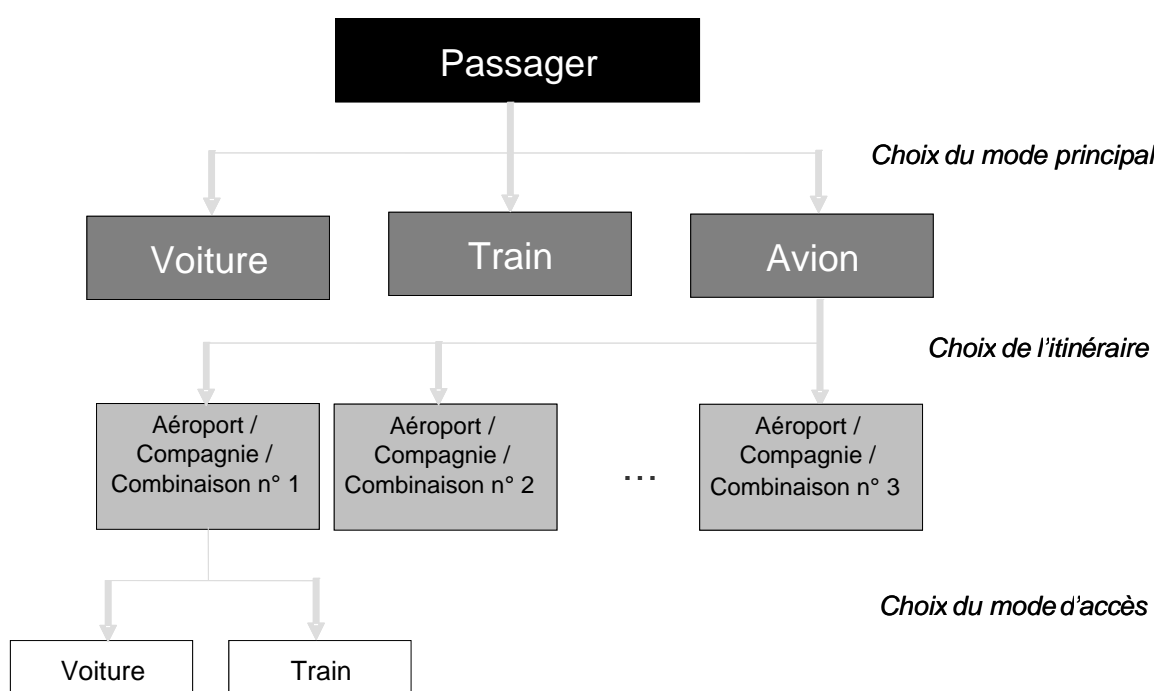 Passager
Choix du mode principal
Voiture
Train
Avion
Choix de l'itinéraire
Aéroport /
Compagnie /
Combinaison n° 1
Aéroport /
Compagnie /
Combinaison n° 2
...
Aéroport /
Compagnie /
Combinaison n° 3
Choix du mode d'accès
Voiture
Train